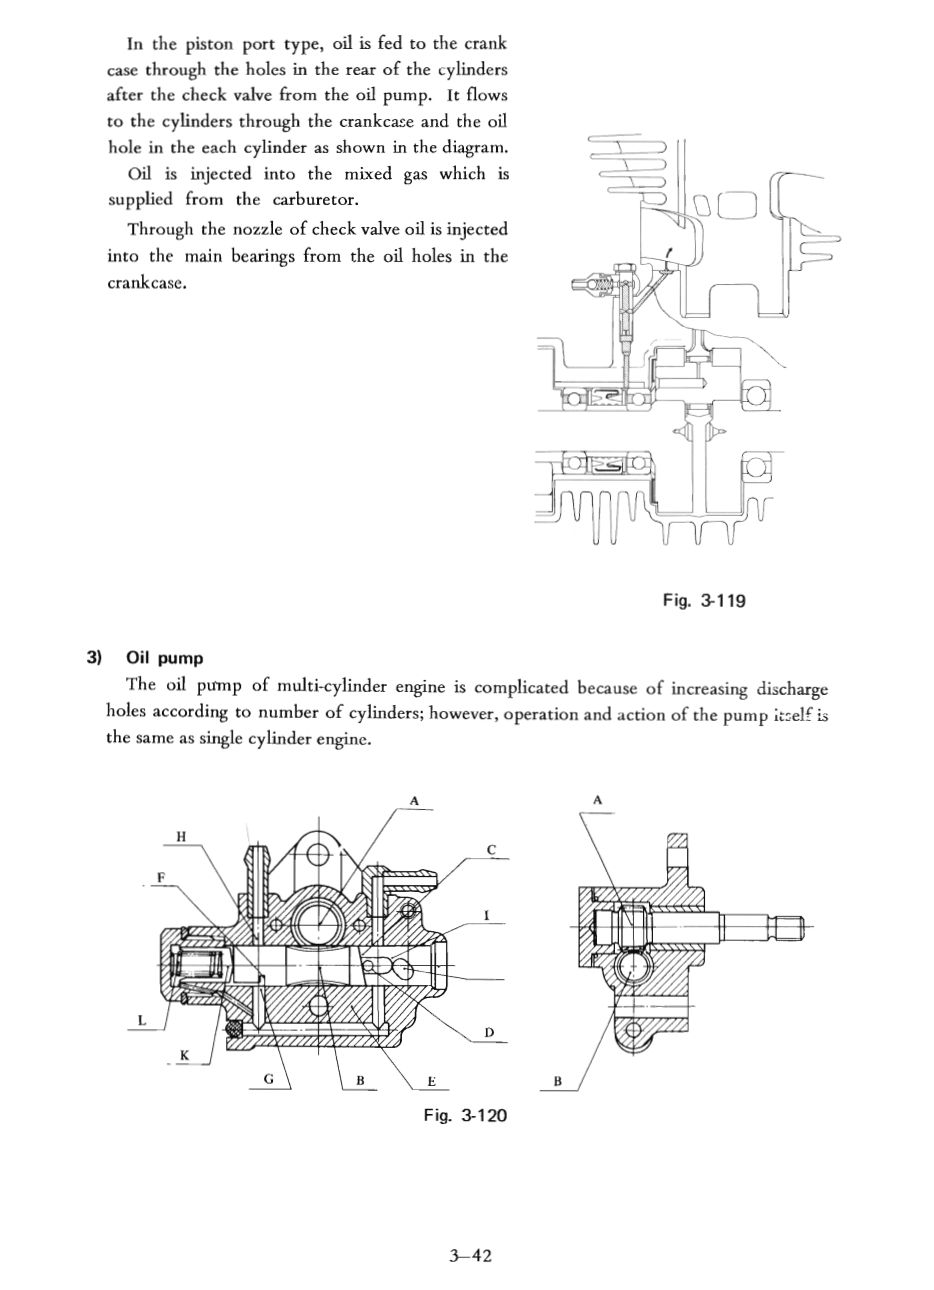 In the piston port type, oil is fed to the crank
case through the holes in the rear of the cylinders
after the check valve from the oil pump. It flows
to the cylinders through the crankcase and the oil
hole in the each cylinder as shown in the diagram.
Oil is injected into the mixed gas which is
supplied from the carburetor.
Through the nozzle of check valve oil is injected
into the main bearings from the oil holes in the
crankcase.
Fig. 3-119
3) Oil pump
The oil pump of multi-cylinder engine is complicated because of increasing discharge
holes according to number of cylinders; however, operation and action of the pump itself is
the same as single cylinder engine.
A
H
F
C
I
L
K
G
B
E
D
A
B
Fig. 3-120
3—42